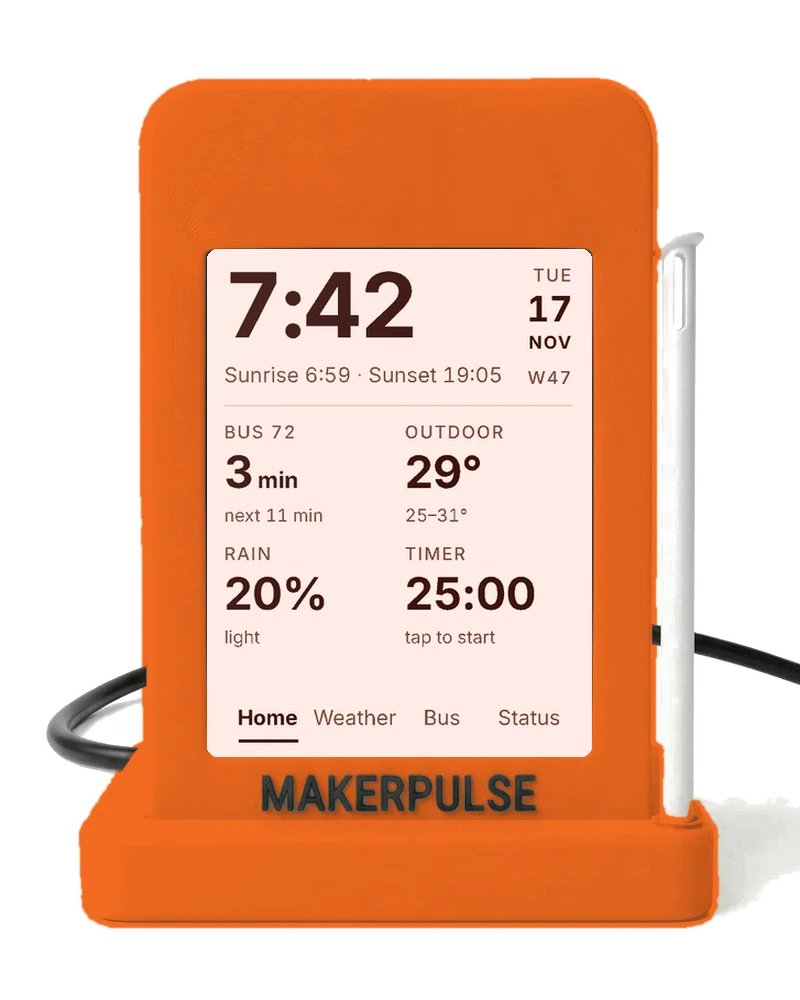 7:42
TUE
17
NOV
Sunrise 6:59 · Sunset 19:05
W47
BUS 72
3 min
next 11 min
OUTDOOR
29°
25–31°
RAIN
20%
light
TIMER
25:00
tap to start
Home Weather Bus Status
MAKERPULSE